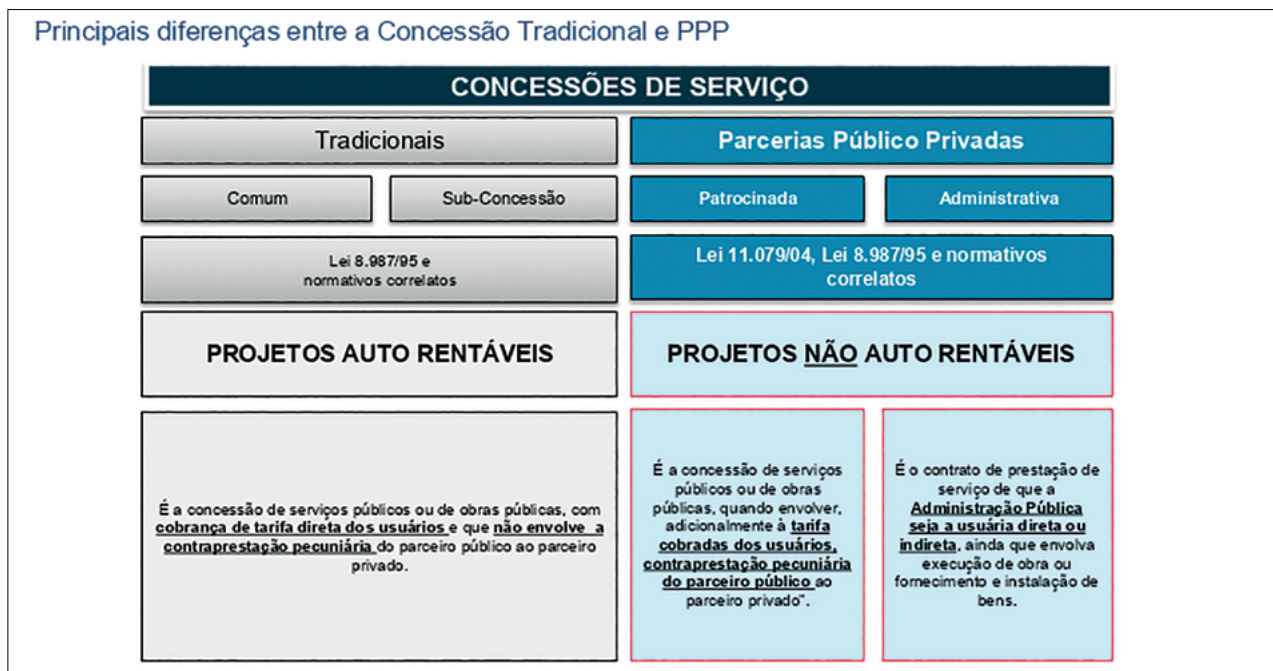 Principais diferenças entre a Concessão Tradicional e PPP
CONCESSÕES DE SERVIÇO
Tradicionais
Parcerias Público Privadas
Comum
Sub-Concessão
Patrocinada
Administrativa
Lei 8.987/95 e
normativos correlatos
Lei 11.079/04, Lei 8.987/95 e normativos
correlatos
PROJETOS AUTO RENTÁVEIS
PROJETOS NÃO AUTO RENTÁVEIS
É a concessão de serviços públicos ou de obras públicas, com
cobrança de tarifa direta dos usuários e que não envolve a
contraprestação pecuniária do parceiro público ao parceiro
privado.
É a concessão de serviços
públicos ou de obras
públicas, quando envolver,
adicionalmente à tarifa
cobradas dos usuários,
contraprestação pecuniária
do parceiro público ao
parceiro privado".
É o contrato de prestação de
serviço de que a
Administração Pública
seja a usuária direta ou
indireta, ainda que envolva
execução de obra ou
fornecimento e instalação de
bens.